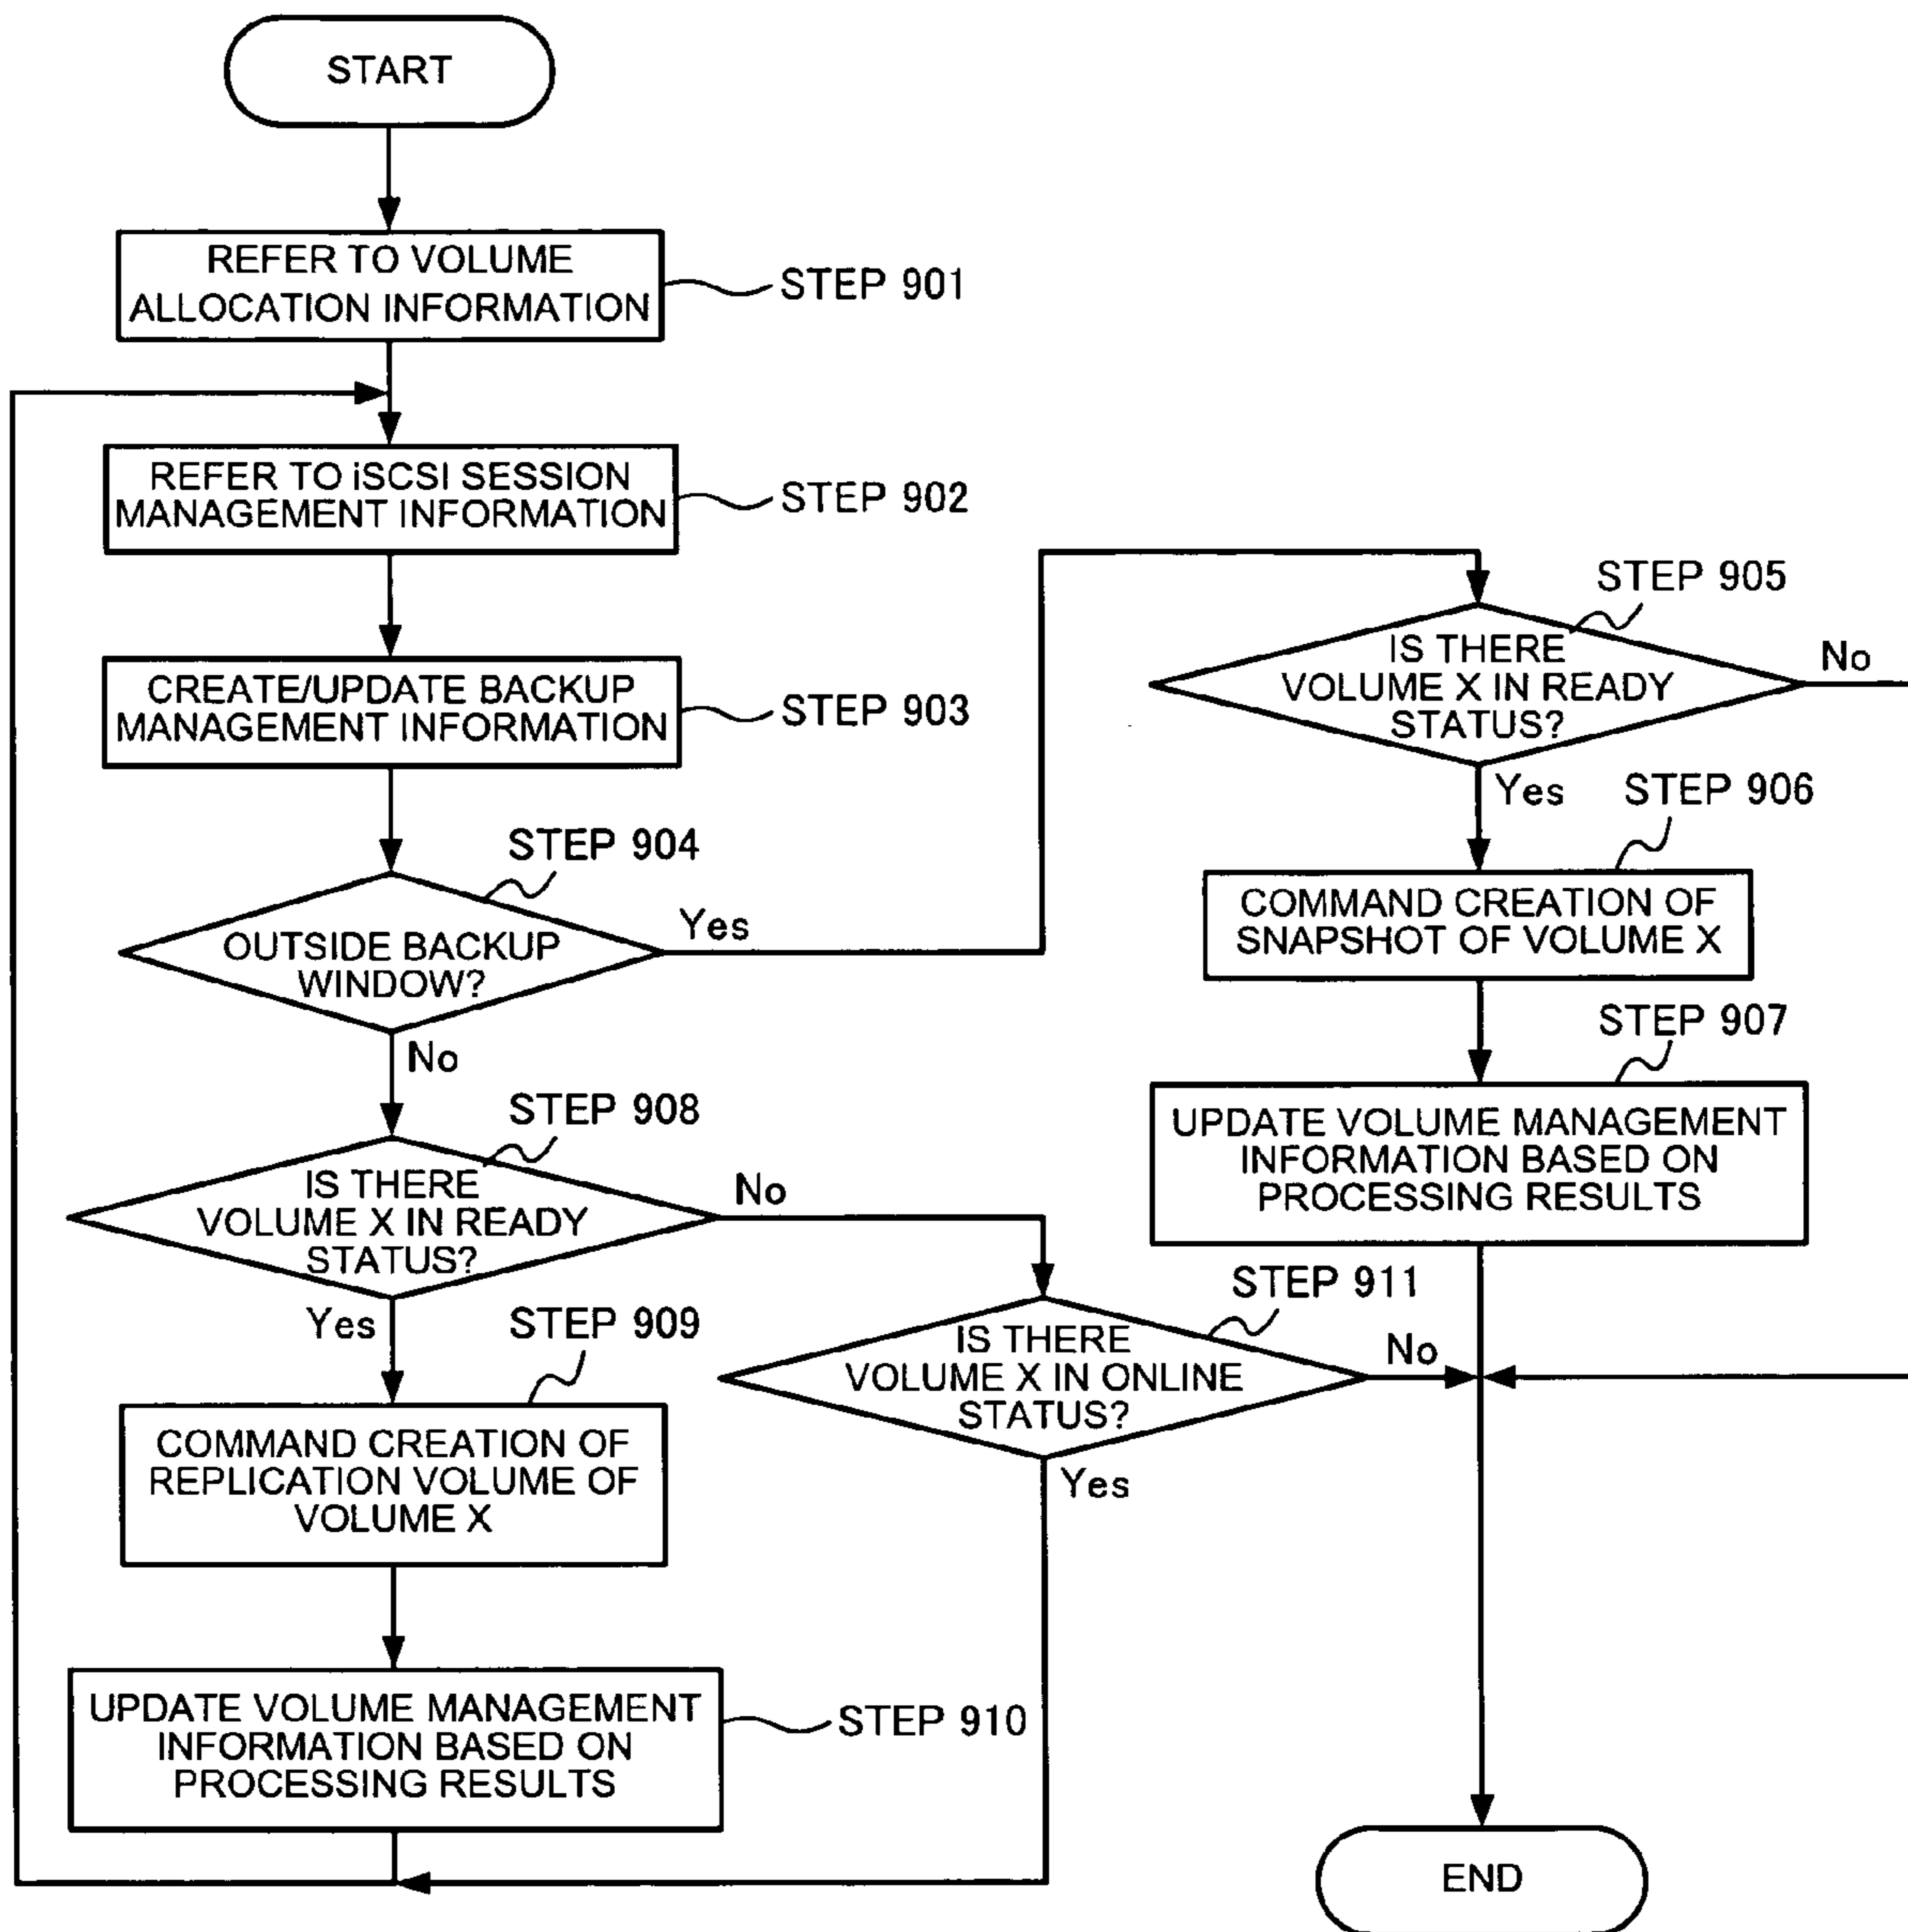 START
REFER TO VOLUME
ALLOCATION INFORMATION
STEP 901
REFER TO iSCSI SESSION
MANAGEMENT INFORMATION
STEP 902
CREATE/UPDATE BACKUP
MANAGEMENT INFORMATION
STEP 903
STEP 904
OUTSIDE BACKUP
WINDOW?
Yes
No
STEP 905
IS THERE
VOLUME X IN READY
STATUS?
No
Yes
STEP 906
COMMAND CREATION OF
SNAPSHOT OF VOLUME X
STEP 907
UPDATE VOLUME MANAGEMENT
INFORMATION BASED ON
PROCESSING RESULTS
STEP 908
IS THERE
VOLUME X IN READY
STATUS?
No
Yes
STEP 909
COMMAND CREATION OF
REPLICATION VOLUME OF
VOLUME X
STEP 911
IS THERE
VOLUME X IN ONLINE
STATUS?
No
Yes
UPDATE VOLUME MANAGEMENT
INFORMATION BASED ON
PROCESSING RESULTS
STEP 910
END